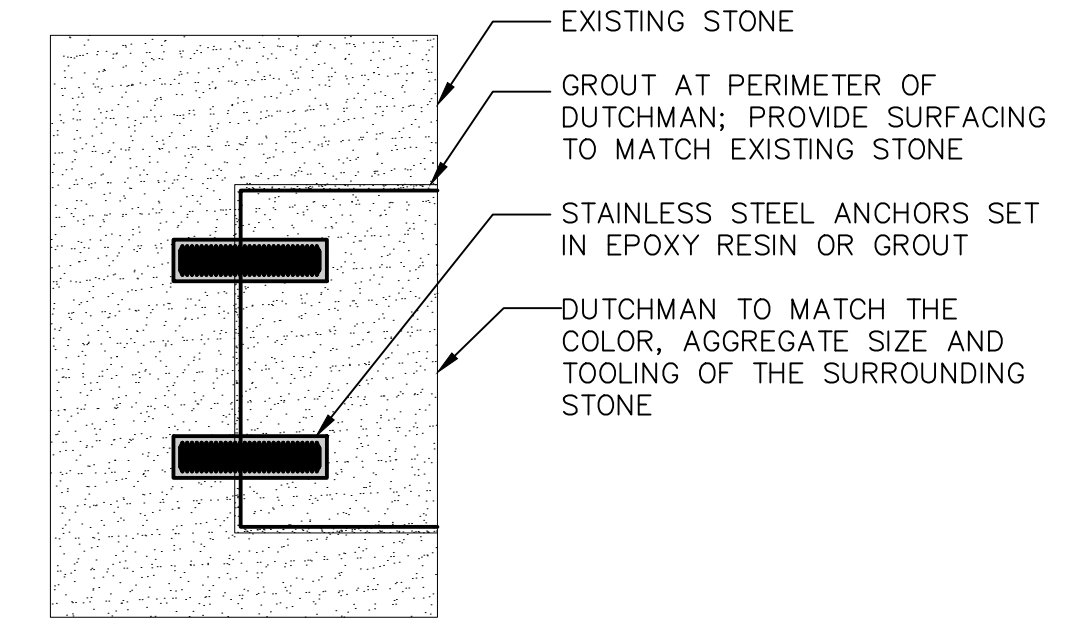 EXISTING STONE
GROUT AT PERIMETER OF
DUTCHMAN; PROVIDE SURFACING
TO MATCH EXISTING STONE
STAINLESS STEEL ANCHORS SET
IN EPOXY RESIN OR GROUT
DUTCHMAN TO MATCH THE
COLOR, AGGREGATE SIZE AND
TOOLING OF THE SURROUNDING
STONE